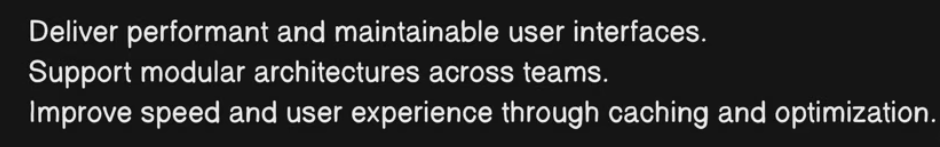 Deliver performant and maintainable user interfaces.
Support modular architectures across teams.
Improve speed and user experience through caching and optimization.